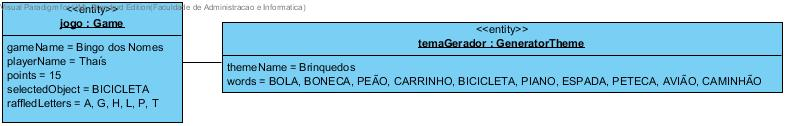 Visual Paradigm for UML Standard Edition(Faculdade de Administracao e Informatica)
<<entity>>
jogo : Game
gameName = Bingo dos Nomes
playerName = Thaís
points = 15
selectedObject = BICICLETA
raffledLetters = A, G, H, L, P, T
<<entity>>
temaGerador : GeneratorTheme
themeName = Brinquedos
words = BOLA, BONECA, PEÃO, CARRINHO, BICICLETA, PIANO, ESPADA, PETECA, AVIÃO, CAMINHÃO